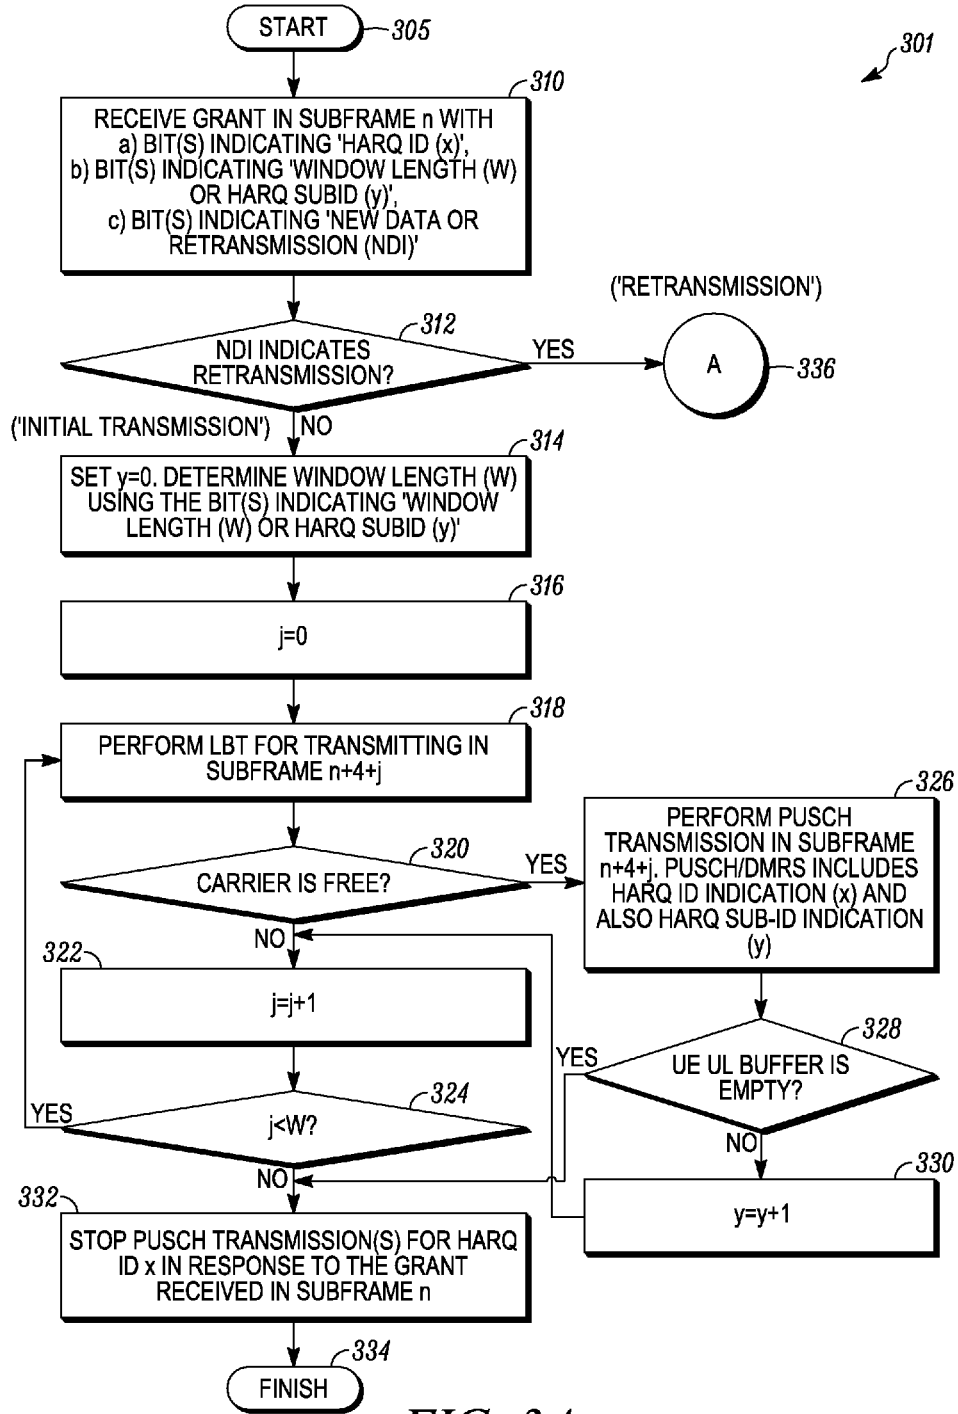 START
305
301
310
RECEIVE GRANT IN SUBFRAME n WITH
a) BIT(S) INDICATING 'HARQ ID (x)',
b) BIT(S) INDICATING 'WINDOW LENGTH (W)
OR HARQ SUBID (y)',
c) BIT(S) INDICATING 'NEW DATA OR
RETRANSMISSION (NDI)'
('RETRANSMISSION')
312
NDI INDICATES
RETRANSMISSION?
YES
A
336
('INITIAL TRANSMISSION')
NO
314
SET y=0. DETERMINE WINDOW LENGTH (W)
USING THE BIT(S) INDICATING 'WINDOW
LENGTH (W) OR HARQ SUBID (y)'
316
j=0
318
PERFORM LBT FOR TRANSMITTING IN
SUBFRAME n+4+j
320
CARRIER IS FREE?
YES
326
PERFORM PUSCH
TRANSMISSION IN SUBFRAME
n+4+j. PUSCH/DMRS INCLUDES
HARQ ID INDICATION (x) AND
ALSO HARQ SUB-ID INDICATION
(y)
NO
322
j=j+1
328
UE UL BUFFER IS
EMPTY?
YES
NO
324
j<W?
YES
NO
330
y=y+1
332
STOP PUSCH TRANSMISSION(S) FOR HARQ
ID x IN RESPONSE TO THE GRANT
RECEIVED IN SUBFRAME n
334
FINISH